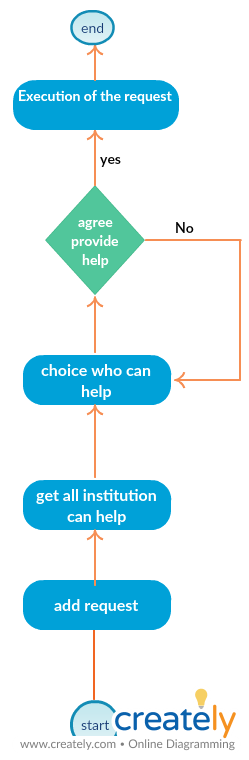 end
Execution of the request
yes
agree
provide
help
No
choice who can
help
get all institution
can help
add request
start
creately
www.creately.com • Online Diagramming